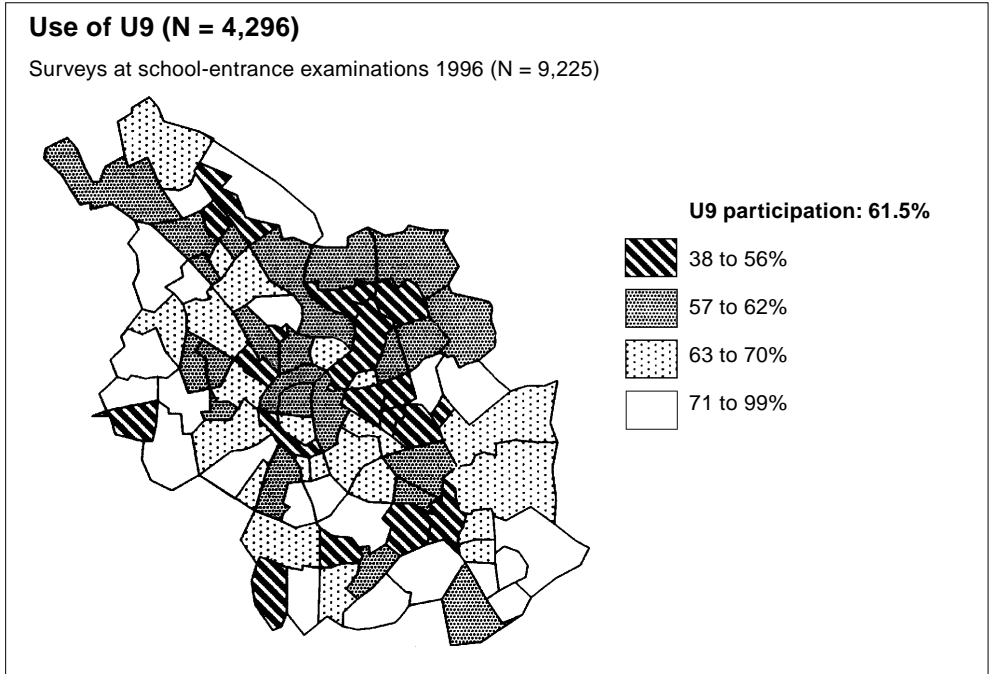 Use of U9 (N = 4,296)
Surveys at school-entrance examinations 1996 (N = 9,225)
U9 participation: 61.5%
38 to 56%
57 to 62%
63 to 70%
71 to 99%